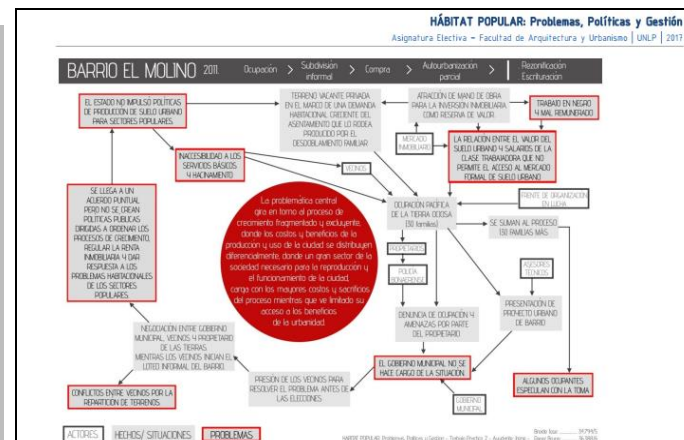 HÁBITAT POPULAR: Problemas, Políticas y Gestión
Asignatura Electiva - Facultad de Arquitectura y Urbanismo | UNLP | 2017
BARRIO EL MOLINO 2011. Ocupación > Subdivisión informal > Compra > Autourbanización parcial > Rezonificación Escrituración
EL ESTADO NO IMPULSO POLÍTICAS
DE PRODUCCIÓN DE SUELO URBANO
PARA SECTORES POPULARES.
TERRENO VACANTE PRIVADA
EN EL MARCO DE UNA DEMANDA
HABITACIONAL CRECIENTE DEL
ASENTAMIENTO QUE LO RODEA
PRODUCIDO POR EL
DESDOBLAMIENTO FAMILIAR
ATRACCIÓN DE MANO DE OBRA
PARA LA INVERSIÓN INMOBILIARIA
COMO RESERVA DE VALOR.
TRABAJO EN NEGRO
Y MAL REMUNERADO
MERCADO
INMOBILIARIO
LA RELACIÓN ENTRE EL VALOR DEL
SUELO URBANO Y SALARIOS DE LA
CLASE TRABAJADORA QUE NO
PERMITE EL ACCESO AL MERCADO
FORMAL DE SUELO URBANO
INACCESIBILIDAD A LOS
SERVICIOS BÁSICOS
Y HACINAMIENTO
VECINOS
SE LLEGA A UN
ACUERDO PUNTUAL
PERO NO SE CREAN
POLÍTICAS PUBLICAS
DIRIGIDAS A ORDENAR LOS
PROCESOS DE CRECIMIENTO,
REGULAR LA RENTA
INMOBILIARIA Y DAR
RESPUESTA A LOS
PROBLEMAS HABITACIONALES
DE LOS SECTORES
POPULARES.
La problemática central
gira en torno al proceso de
crecimiento fragmentado y excluyente,
donde los costos y beneficios de la
producción y uso de la ciudad se distribuyen
diferencialmente, donde un gran sector de la
sociedad necesario para la reproducción y
el funcionamiento de la ciudad,
carga con los mayores costos y sacrificios
del proceso mientras que ve limitado su
acceso a los beneficios
de la urbanidad.
OCUPACIÓN PACÍFICA
DE LA TIERRA OCIOSA
(30 familias)
FRENTE DE ORGANIZACIÓN
EN LUCHA
SE SUMAN AL PROCESO
130 FAMILIAS MÁS.
PROPIETARIOS
POLICÍA
BONAERENSE
ASESORES
TÉCNICOS
DENUNCIA DE OCUPACIÓN Y
AMENAZAS POR PARTE
DEL PROPIETARIO
PRESENTACIÓN DE
PROYECTO URBANO
DE BARRIO
NEGOCIACIÓN ENTRE GOBIERNO
MUNICIPAL, VECINOS Y PROPIETARIO
DE LAS TIERRAS.
MIENTRAS LOS VECINOS INICIAN EL
LOTEO INFORMAL DEL BARRIO.
PRESIÓN DE LOS VECINOS PARA
RESOLVER EL PROBLEMA ANTES DE
LAS ELECCIONES.
EL GOBIERNO MUNICIPAL NO SE
HACE CARGO DE LA SITUACIÓN.
GOBIERNO
MUNICIPAL
ALGUNOS OCUPANTES
ESPECULAN CON LA TOMA
CONFLICTOS ENTRE VECINOS POR LA
REPARTICIÓN DE TERRENOS.
ACTORES HECHOS/ SITUACIONES PROBLEMAS